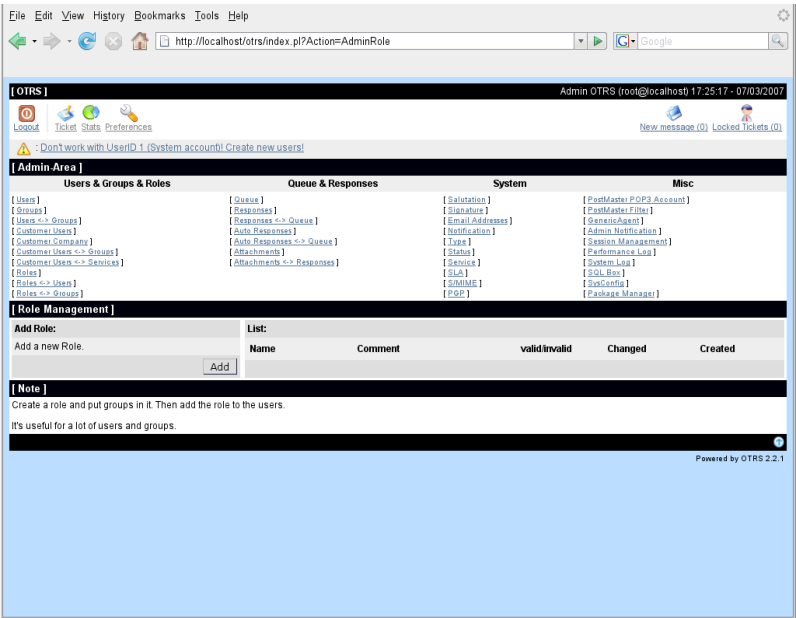 File Edit View History Bookmarks Tools Help
http://localhost/otrs/index.pl?Action=AdminRole
G Google
[ OTRS ] Admin OTRS (root@localhost) 17:25:17 - 07/03/2007
Logout Ticket Stats Preferences New message (0) Locked Tickets (0)
: Don't work with UserID 1 (System account)! Create new users!
[ Admin-Area ]
Users & Groups & Roles Queue & Responses System Misc
[ Users ] [ Queue ] [ Salutation ] [ PostMaster POP3 Account ]
[ Groups ] [ Responses ] [ Signature ] [ PostMaster Filter ]
[ Users <-> Groups ] [ Responses <-> Queue ] [ Email Addresses ] [ GenericAgent ]
[ Customer Users ] [ Auto Responses ] [ Notification ] [ Admin Notification ]
[ Customer Company ] [ Auto Responses <-> Queue ] [ Type ] [ Session Management ]
[ Customer Users <-> Groups ] [ Attachments ] [ Status ] [ Performance Log ]
[ Customer Users <-> Services ] [ Attachments <-> Responses ] [ Service ] [ System Log ]
[ Roles ] [ SLA ] [ SQL Box ]
[ Roles <-> Users ] [ S/MIME ] [ SysConfig ]
[ Roles <-> Groups ] [ PGP ] [ Package Manager ]
[ Role Management ]
Add Role: List:
Add a new Role. Name Comment valid/invalid Changed Created
Add
[ Note ]
Create a role and put groups in it. Then add the role to the users.
It's useful for a lot of users and groups.
Powered by OTRS 2.2.1